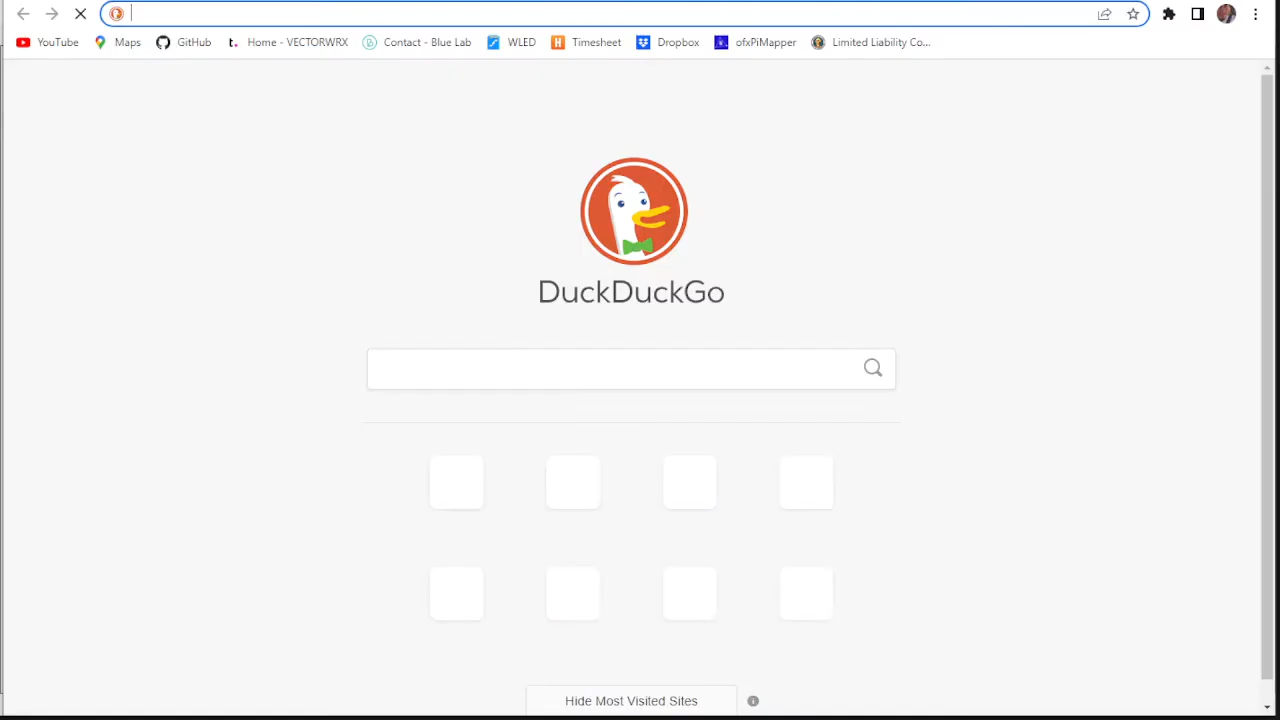 YouTube Maps GitHub Home - VECTORWRX Contact - Blue Lab WLED Timesheet Dropbox ofxPiMapper Limited Liability Co...
DuckDuckGo
Hide Most Visited Sites